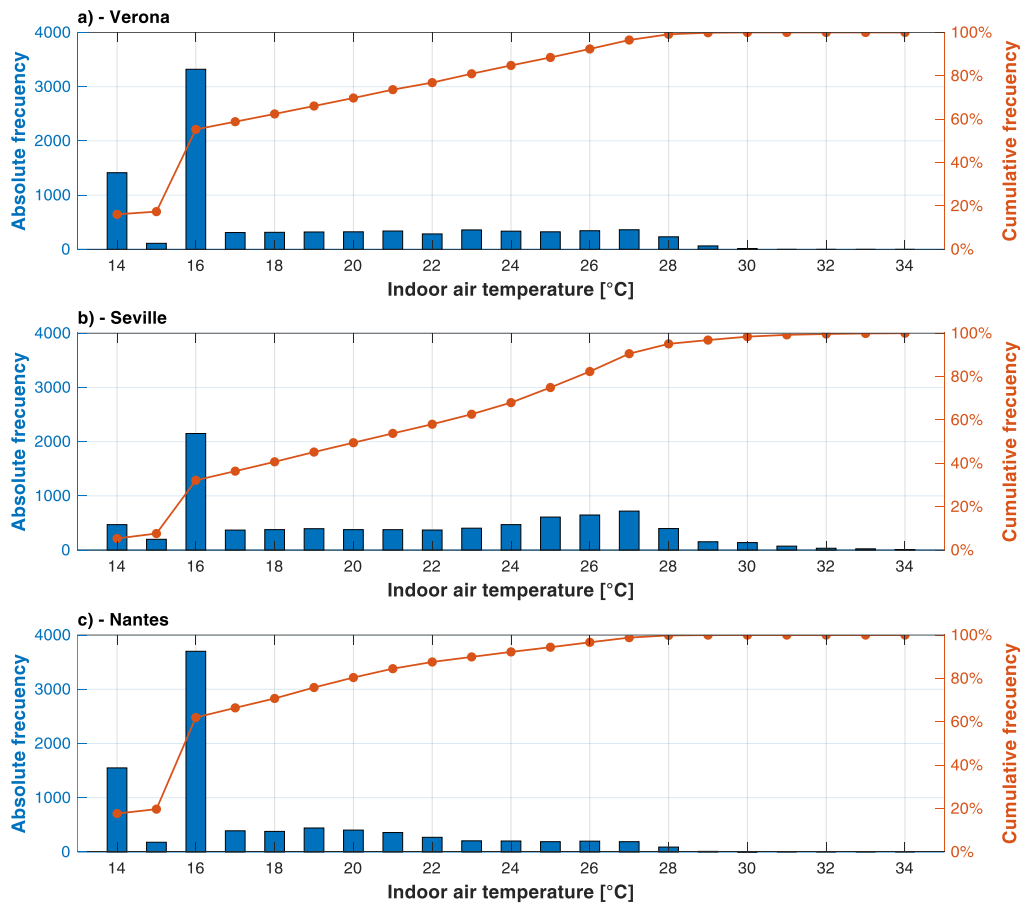 a) - Verona
4000
3000
2000
1000
0
Absolute frecuency
100%
80%
60%
40%
20%
0%
Cumulative frecuency
14 16 18 20 22 24 26 28 30 32 34
Indoor air temperature [°C]
b) - Seville
4000
3000
2000
1000
0
Absolute frecuency
100%
80%
60%
40%
20%
0%
Cumulative frecuency
14 16 18 20 22 24 26 28 30 32 34
Indoor air temperature [°C]
c) - Nantes
4000
3000
2000
1000
0
Absolute frecuency
100%
80%
60%
40%
20%
0%
Cumulative frecuency
14 16 18 20 22 24 26 28 30 32 34
Indoor air temperature [°C]